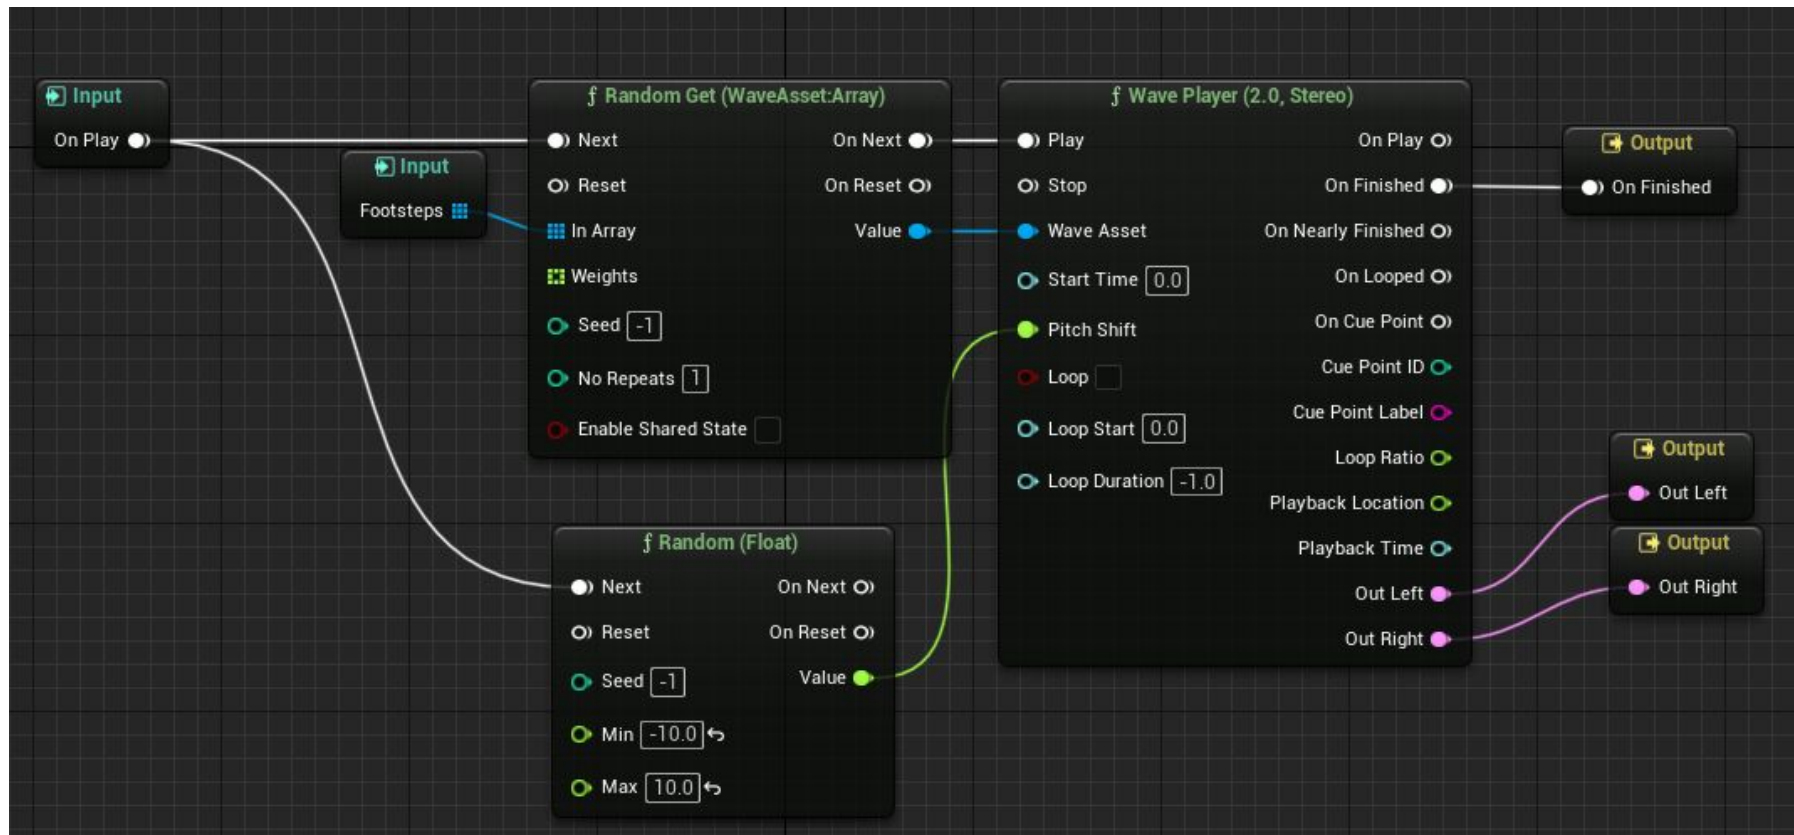 Input
On Play
Input
Footsteps
ƒ Random Get (WaveAsset:Array)
Next
On Next
Reset
On Reset
In Array
Value
Weights
Seed -1
No Repeats 1
Enable Shared State
ƒ Random (Float)
Next
On Next
Reset
On Reset
Seed -1
Value
Min -10.0
Max 10.0
ƒ Wave Player (2.0, Stereo)
Play
On Play
Stop
On Finished
Wave Asset
On Nearly Finished
Start Time 0.0
On Looped
Pitch Shift
On Cue Point
Loop
Cue Point ID
Loop Start 0.0
Cue Point Label
Loop Duration -1.0
Loop Ratio
Playback Location
Playback Time
Out Left
Out Right
Output
On Finished
Output
Out Left
Output
Out Right